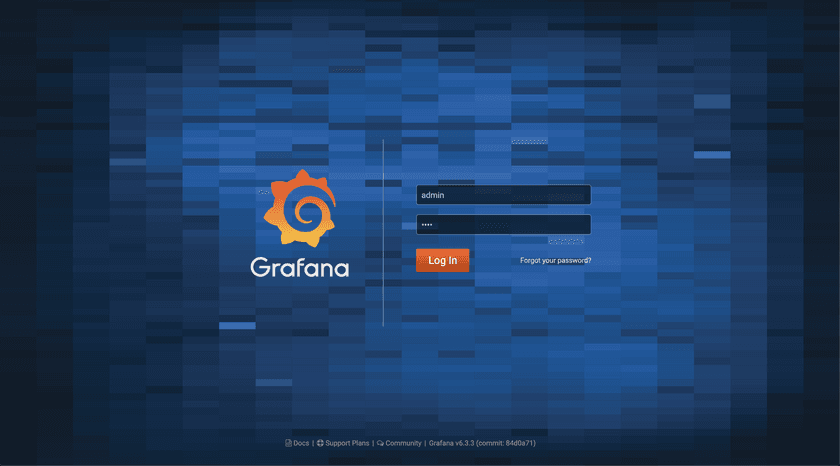 admin
····
Grafana
Log In
Forgot your password?
Docs | Support Plans | Community | Grafana v6.3.3 (commit: 84d0a71)